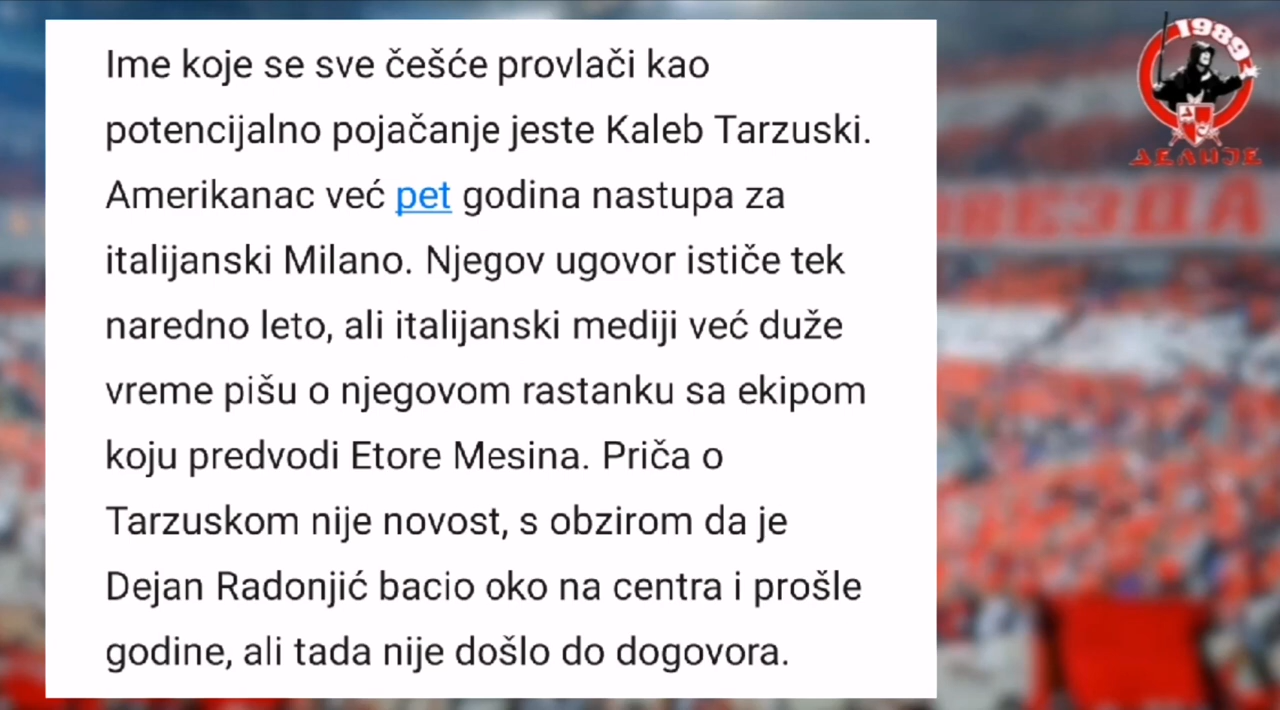 Ime koje se sve češće provlači kao
potencijalno pojačanje jeste Kaleb Tarzuski.
Amerikanac već pet godina nastupa za
italijanski Milano. Njegov ugovor ističe tek
naredno leto, ali italijanski mediji već duže
vreme pišu o njegovom rastanku sa ekipom
koju predvodi Etore Mesina. Priča o
Tarzuskom nije novost, s obzirom da je
Dejan Radonjić bacio oko na centra i prošle
godine, ali tada nije došlo do dogovora.
1989
ДЕЛИЈЕ
ЗВЕЗДА